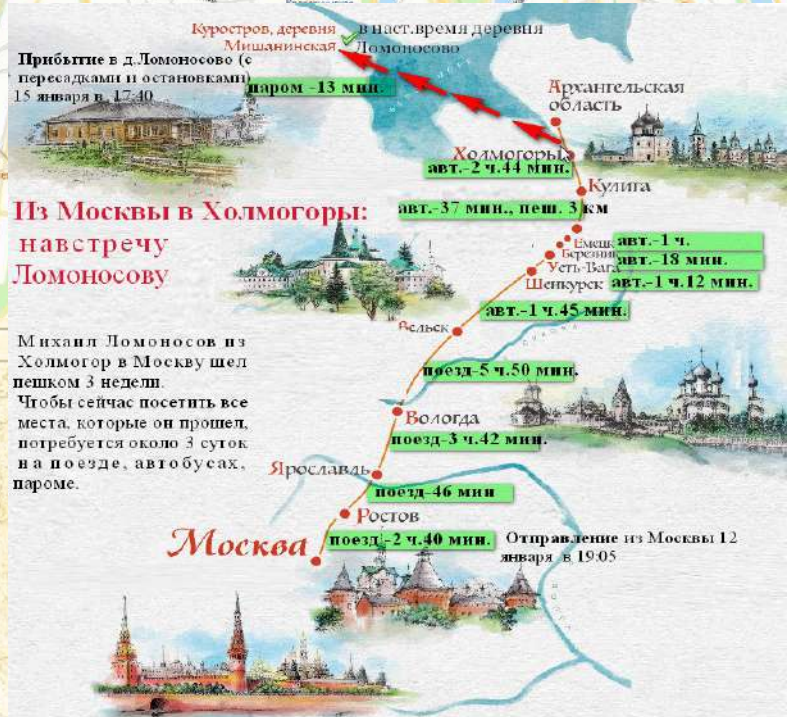 Куростров, деревня
Мишанинская
в наст.время деревня
Ломоносово
Прибытие в д.Ломоносово (с
пересадками и остановками)
15 января в 17:40
паром -13 мин.
Архангельская
область
Холмогоры
авт.-2 ч.44 мин.
Кулига
авт.-37 мин., пеш. 3 км
Из Москвы в Холмогоры:
навстречу
Ломоносову
Емецк
авт.-1 ч.
Березник
авт.-18 мин.
Усть-Вага
Шенкурск
авт.-1 ч.12 мин.
авт.-1 ч.45 мин.
Вельск
Михаил Ломоносов из
Холмогор в Москву шел
пешком 3 недели.
Чтобы сейчас посетить все
места, которые он прошел,
потребуется около 3 суток
на поезде, автобусах,
пароме.
поезд-5 ч.50 мин.
Вологда
поезд-3 ч.42 мин.
Ярославль
поезд-46 мин
Ростов
Москва
поезд-2 ч.40 мин.
Отправление из Москвы 12
января в 19:05